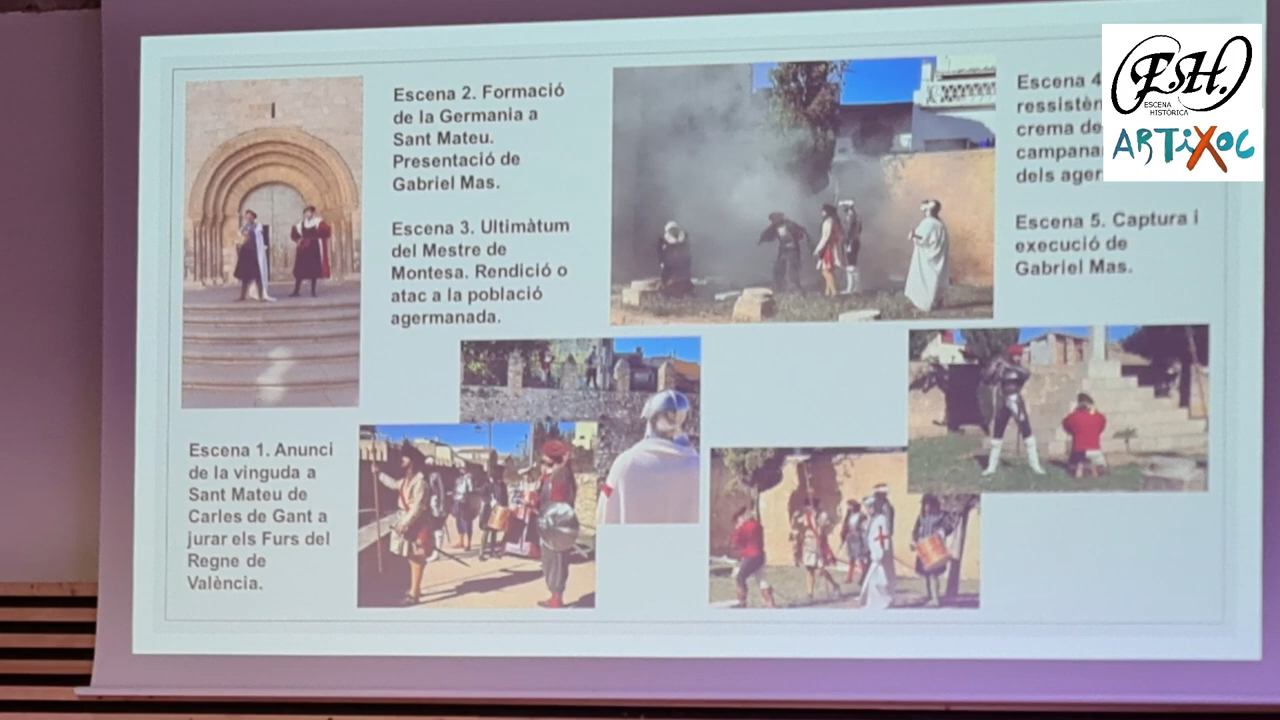 Escena 2. Formació
de la Germania a
Sant Mateu.
Presentació de
Gabriel Mas.
Escena 3. Ultimàtum
del Mestre de
Montesa. Rendició o
atac a la població
agermanada.
Escena 1. Anunci
de la vinguda a
Sant Mateu de
Carles de Gant a
jurar els Furs del
Regne de
València.
Escena 4
crema de
dels
Escena 5. Captura i
execució de
Gabriel Mas.
E.S.H.
ESCENA
HISTÒRICA
ARTiXOC